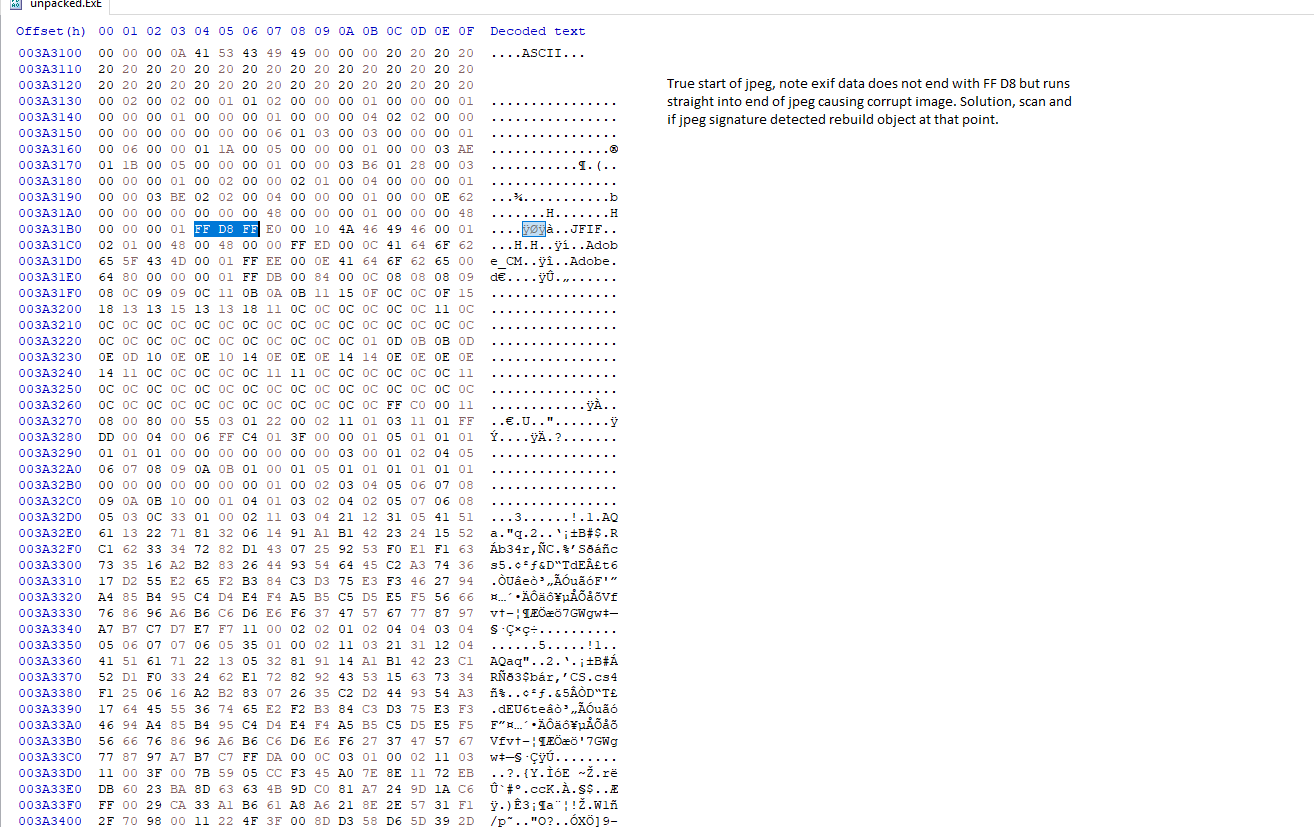 unpacked.ExE
Offset(h) 00 01 02 03 04 05 06 07 08 09 0A 0B 0C 0D 0E 0F Decoded text
003A3100 00 00 00 0A 41 53 43 49 49 00 00 00 20 20 20 20 ....ASCII...
003A3110 20 20 20 20 20 20 20 20 20 20 20 20 20 20 20 20
003A3120 20 20 20 20 20 20 20 20 20 20 20 20 20 20 20 20
003A3130 00 02 00 02 00 01 01 02 00 00 00 01 00 00 00 01 ................
003A3140 00 00 00 01 00 00 00 01 00 00 00 04 02 02 00 00 ................
003A3150 00 00 00 00 00 00 00 06 01 03 00 03 00 00 00 01 ................
003A3160 00 06 00 00 01 1A 00 05 00 00 00 01 00 00 03 AE ...............®
003A3170 01 1B 00 05 00 00 00 01 00 00 03 B6 01 28 00 03 ...........¶.(..
003A3180 00 00 00 01 00 02 00 00 02 01 00 04 00 00 00 01 ................
003A3190 00 00 03 BE 02 02 00 04 00 00 00 01 00 00 0E 62 ...¾...........b
003A31A0 00 00 00 00 00 00 00 48 00 00 00 01 00 00 00 48 .......H.......H
003A31B0 00 00 00 01 FF D8 FF E0 00 10 4A 46 49 46 00 01 ....ÿØÿà..JFIF..
003A31C0 02 01 00 48 00 48 00 00 FF ED 00 0C 41 64 6F 62 ...H.H..ÿí..Adob
003A31D0 65 5F 43 4D 00 01 FF EE 00 0E 41 64 6F 62 65 00 e_CM..ÿî..Adobe.
003A31E0 64 80 00 00 00 01 FF DB 00 84 00 0C 08 08 08 09 d€....ÿÛ.„......
003A31F0 08 0C 09 09 0C 11 0B 0A 0B 11 15 0F 0C 0C 0F 15 ................
003A3200 18 13 13 15 13 13 18 11 0C 0C 0C 0C 0C 0C 11 0C ................
003A3210 0C 0C 0C 0C 0C 0C 0C 0C 0C 0C 0C 0C 0C 0C 0C 0C ................
003A3220 0C 0C 0C 0C 0C 0C 0C 0C 0C 0C 0C 01 0D 0B 0B 0D ................
003A3230 0E 0D 10 0E 0E 10 14 0E 0E 0E 14 14 0E 0E 0E 0E ................
003A3240 14 11 0C 0C 0C 0C 0C 11 11 0C 0C 0C 0C 0C 0C 11 ................
003A3250 0C 0C 0C 0C 0C 0C 0C 0C 0C 0C 0C 0C 0C 0C 0C 0C ................
003A3260 0C 0C 0C 0C 0C 0C 0C 0C 0C 0C 0C 0C FF C0 00 11 ............ÿÀ..
003A3270 08 00 80 00 55 03 01 22 00 02 11 01 03 11 01 FF ..€.U..".......ÿ
003A3280 DD 00 04 00 06 FF C4 01 3F 00 00 01 05 01 01 01 Ý....ÿÄ.?.......
003A3290 01 01 01 00 00 00 00 00 00 00 03 00 01 02 04 05 ................
003A32A0 06 07 08 09 0A 0B 01 00 01 05 01 01 01 01 01 01 ................
003A32B0 00 00 00 00 00 00 00 01 00 02 03 04 05 06 07 08 ................
003A32C0 09 0A 0B 10 00 01 04 01 03 02 04 02 05 07 06 08 ................
003A32D0 05 03 0C 33 01 00 02 11 03 04 21 12 31 05 41 51 ...3......!.1.AQ
003A32E0 61 13 22 71 81 32 06 14 91 A1 B1 42 23 24 15 52 a."q.2..‘¡±B#$.R
003A32F0 C1 62 33 34 72 82 D1 43 07 25 92 53 F0 E1 F1 63 Áb34r‚ÑC.%’Sðáñc
003A3300 73 35 16 A2 B2 83 26 44 93 54 64 45 C2 A3 74 36 s5.¢²ƒ&D“TdEÂ£t6
003A3310 17 D2 55 E2 65 F2 B3 84 C3 D3 75 E3 F3 46 27 94 .ÒUâeò³„ÃÓuãóF'”
003A3320 A4 85 B4 95 C4 D4 E4 F4 A5 B5 C5 D5 E5 F5 56 66 ¤…´•ÄÔäô¥µÅÕåõVf
003A3330 76 86 96 A6 B6 C6 D6 E6 F6 37 47 57 67 77 87 97 v†–¦¶ÆÖæö7GWgw‡—
003A3340 A7 B7 C7 D7 E7 F7 11 00 02 02 01 02 04 04 03 04 §·Ç×ç÷..........
003A3350 05 06 07 07 06 05 35 01 00 02 11 03 21 31 12 04 ......5.....!1..
003A3360 41 51 61 71 22 13 05 32 81 91 14 A1 B1 42 23 C1 AQaq"..2.‘.¡±B#Á
003A3370 52 D1 F0 33 24 62 E1 72 82 92 43 53 15 63 73 34 RÑð3$bár‚’CS.cs4
003A3380 F1 25 06 16 A2 B2 83 07 26 35 C2 D2 44 93 54 A3 ñ%..¢²ƒ.&5ÂÒD“T£
003A3390 17 64 45 55 36 74 65 E2 F2 B3 84 C3 D3 75 E3 F3 .dEU6teâò³„ÃÓuãó
003A33A0 46 94 A4 85 B4 95 C4 D4 E4 F4 A5 B5 C5 D5 E5 F5 F”¤…´•ÄÔäô¥µÅÕåõ
003A33B0 56 66 76 86 96 A6 B6 C6 D6 E6 F6 27 37 47 57 67 Vfv†–¦¶ÆÖæö'7GWg
003A33C0 77 87 97 A7 B7 C7 FF DA 00 0C 03 01 00 02 11 03 w‡—§·ÇÿÚ........
003A33D0 11 00 3F 00 7B 59 05 CC F3 45 A0 7E 8E 11 72 EB ..?.{Y.ÌóE ~Ž.rë
003A33E0 DB 60 23 BA 8D 63 63 4B 9D C0 81 A7 24 9D 1A C6 Û`#º.ccK.À.§$..Æ
003A33F0 FF 00 29 CA 33 A1 B6 61 A8 A6 21 8E 2E 57 31 F1 ÿ.)Ê3¡¶a¨¦!Ž.W1ñ
003A3400 2F 70 98 00 11 22 4F 3F 00 8D D3 58 D6 5D 39 2D /p˜.."O?..ÓXÖ]9-
True start of jpeg, note exif data does not end with FF D8 but runs
straight into end of jpeg causing corrupt image. Solution, scan and
if jpeg signature detected rebuild object at that point.